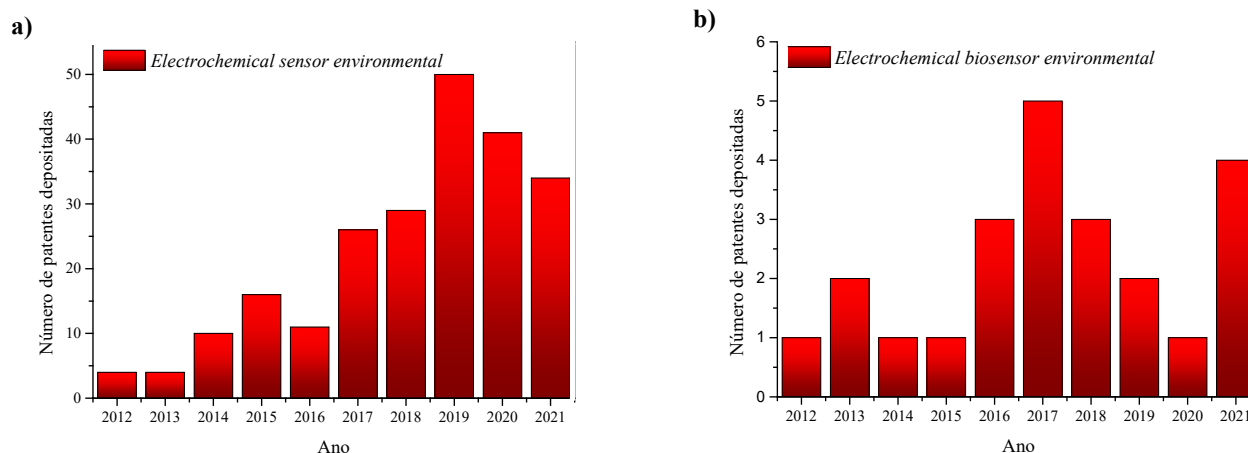 a)
Electrochemical sensor environmental
Número de patentes depositadas
50
40
30
20
10
0
2012 2013 2014 2015 2016 2017 2018 2019 2020 2021
Ano
b)
Electrochemical biosensor environmental
Número de patentes depositadas
6
5
4
3
2
1
0
2012 2013 2014 2015 2016 2017 2018 2019 2020 2021
Ano